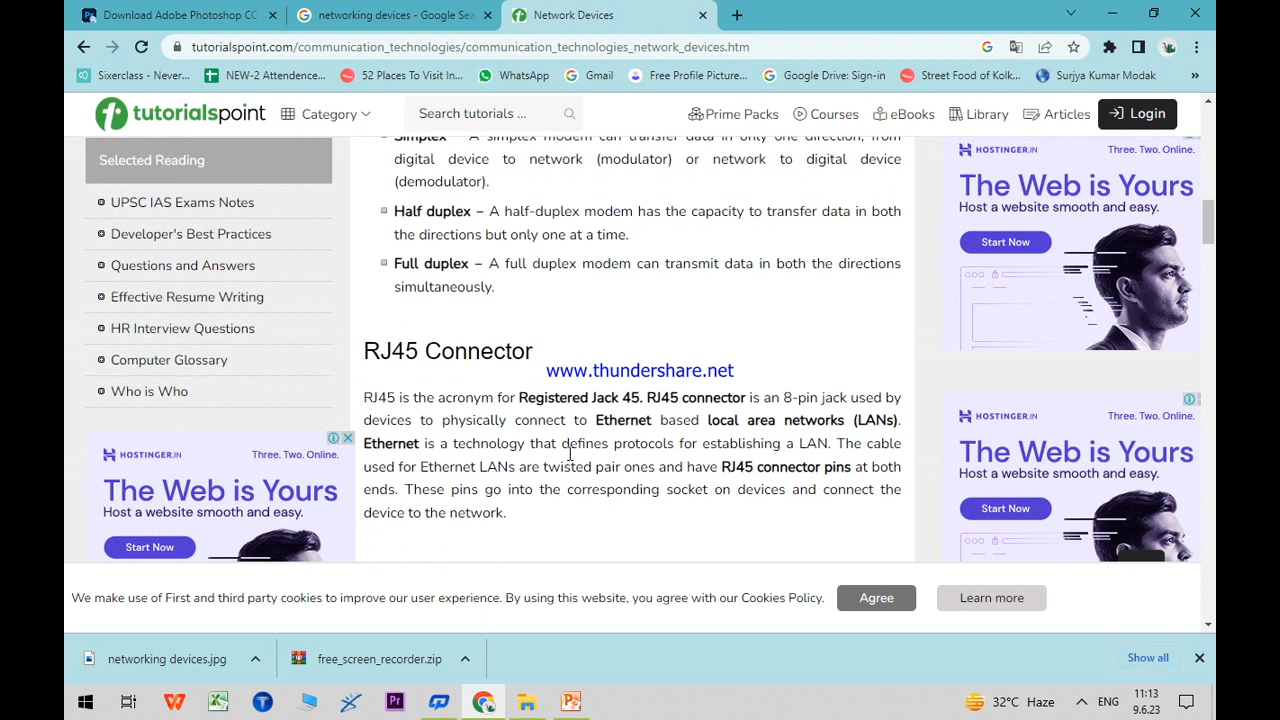 Download Adobe Photoshop CC
networking devices - Google Sea
Network Devices
tutorialspoint.com/communication_technologies/communication_technologies_network_devices.htm
Sixerclass - Never...
NEW-2 Attendence...
52 Places To Visit In...
WhatsApp
Gmail
Free Profile Picture...
Google Drive: Sign-in
Street Food of Kolk...
Surjya Kumar Modak
»
tutorialspoint
Category
Search tutorials ...
Prime Packs
Courses
eBooks
Library
Articles
Login
Selected Reading
UPSC IAS Exams Notes
Developer's Best Practices
Questions and Answers
Effective Resume Writing
HR Interview Questions
Computer Glossary
Who is Who
HOSTINGER.IN
Three. Two. Online.
The Web is Yours
Host a website smooth and easy.
Start Now
Simplex – A simplex modem can transfer data in only one direction, from
digital device to network (modulator) or network to digital device
(demodulator).
Half duplex – A half-duplex modem has the capacity to transfer data in both
the directions but only one at a time.
Full duplex – A full duplex modem can transmit data in both the directions
simultaneously.
RJ45 Connector
www.thundershare.net
RJ45 is the acronym for Registered Jack 45. RJ45 connector is an 8-pin jack used by
devices to physically connect to Ethernet based local area networks (LANs).
Ethernet is a technology that defines protocols for establishing a LAN. The cable
used for Ethernet LANs are twisted pair ones and have RJ45 connector pins at both
ends. These pins go into the corresponding socket on devices and connect the
device to the network.
HOSTINGER.IN
Three. Two. Online.
The Web is Yours
Host a website smooth and easy.
Start Now
HOSTINGER.IN
Three. Two. Online.
The Web is Yours
Host a website smooth and easy.
Start Now
We make use of First and third party cookies to improve our user experience. By using this website, you agree with our Cookies Policy.
Agree
Learn more
networking devices.jpg
free_screen_recorder.zip
Show all
32°C Haze
ENG
11:13
9.6.23